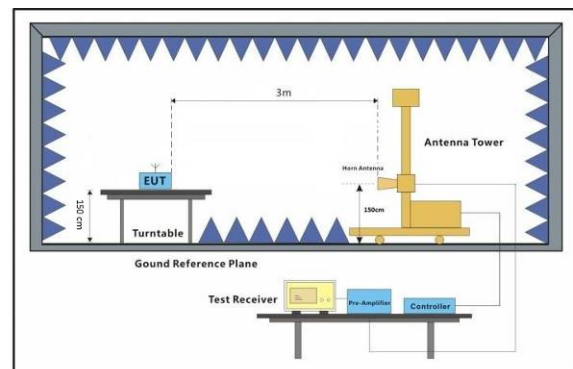 3m
Antenna Tower
Horn Antenna
EUT
150 cm
150cm
Turntable
Gound Reference Plane
Test Receiver
Pre-Amplifier
Controller